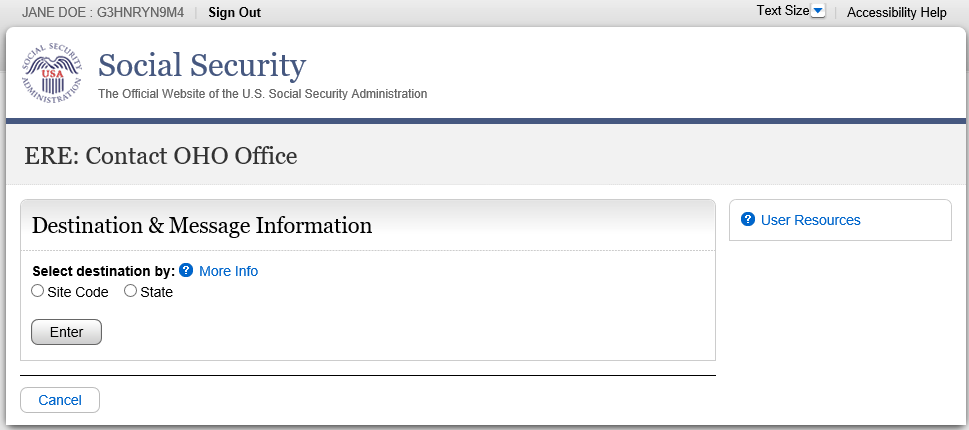 JANE DOE : G3HNRYN9M4 | Sign Out Text Size | Accessibility Help
SOCIAL SECURITY ADMINISTRATION
USA
Social Security
The Official Website of the U.S. Social Security Administration
ERE: Contact OHO Office
Destination & Message Information
? User Resources
Select destination by: ? More Info
Site Code State
Enter
Cancel